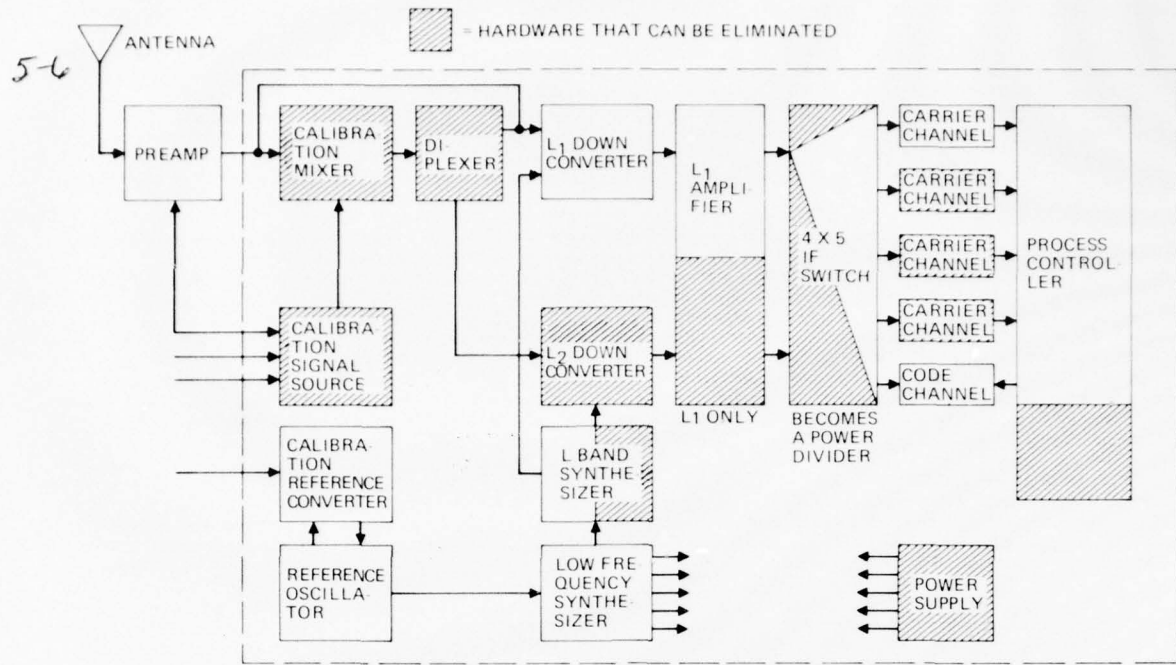 = HARDWARE THAT CAN BE ELIMINATED
ANTENNA
5-6
PREAMP
CALIBRA-
TION
MIXER
DI-
PLEXER
L1 DOWN
CONVERTER
L1
AMPLI-
FIER
4 X 5
IF
SWITCH
CARRIER
CHANNEL
CARRIER
CHANNEL
CARRIER
CHANNEL
CARRIER
CHANNEL
CODE
CHANNEL
PROCESS
CONTROL-
LER
CALIBRA-
TION
SIGNAL
SOURCE
L2 DOWN
CONVERTER
L1 ONLY
BECOMES
A POWER
DIVIDER
CALIBRA-
TION
REFERENCE
CONVERTER
L BAND
SYNTHE
SIZER
REFERENCE
OSCILLA-
TOR
LOW FRE
QUENCY
SYNTHE-
SIZER
POWER
SUPPLY